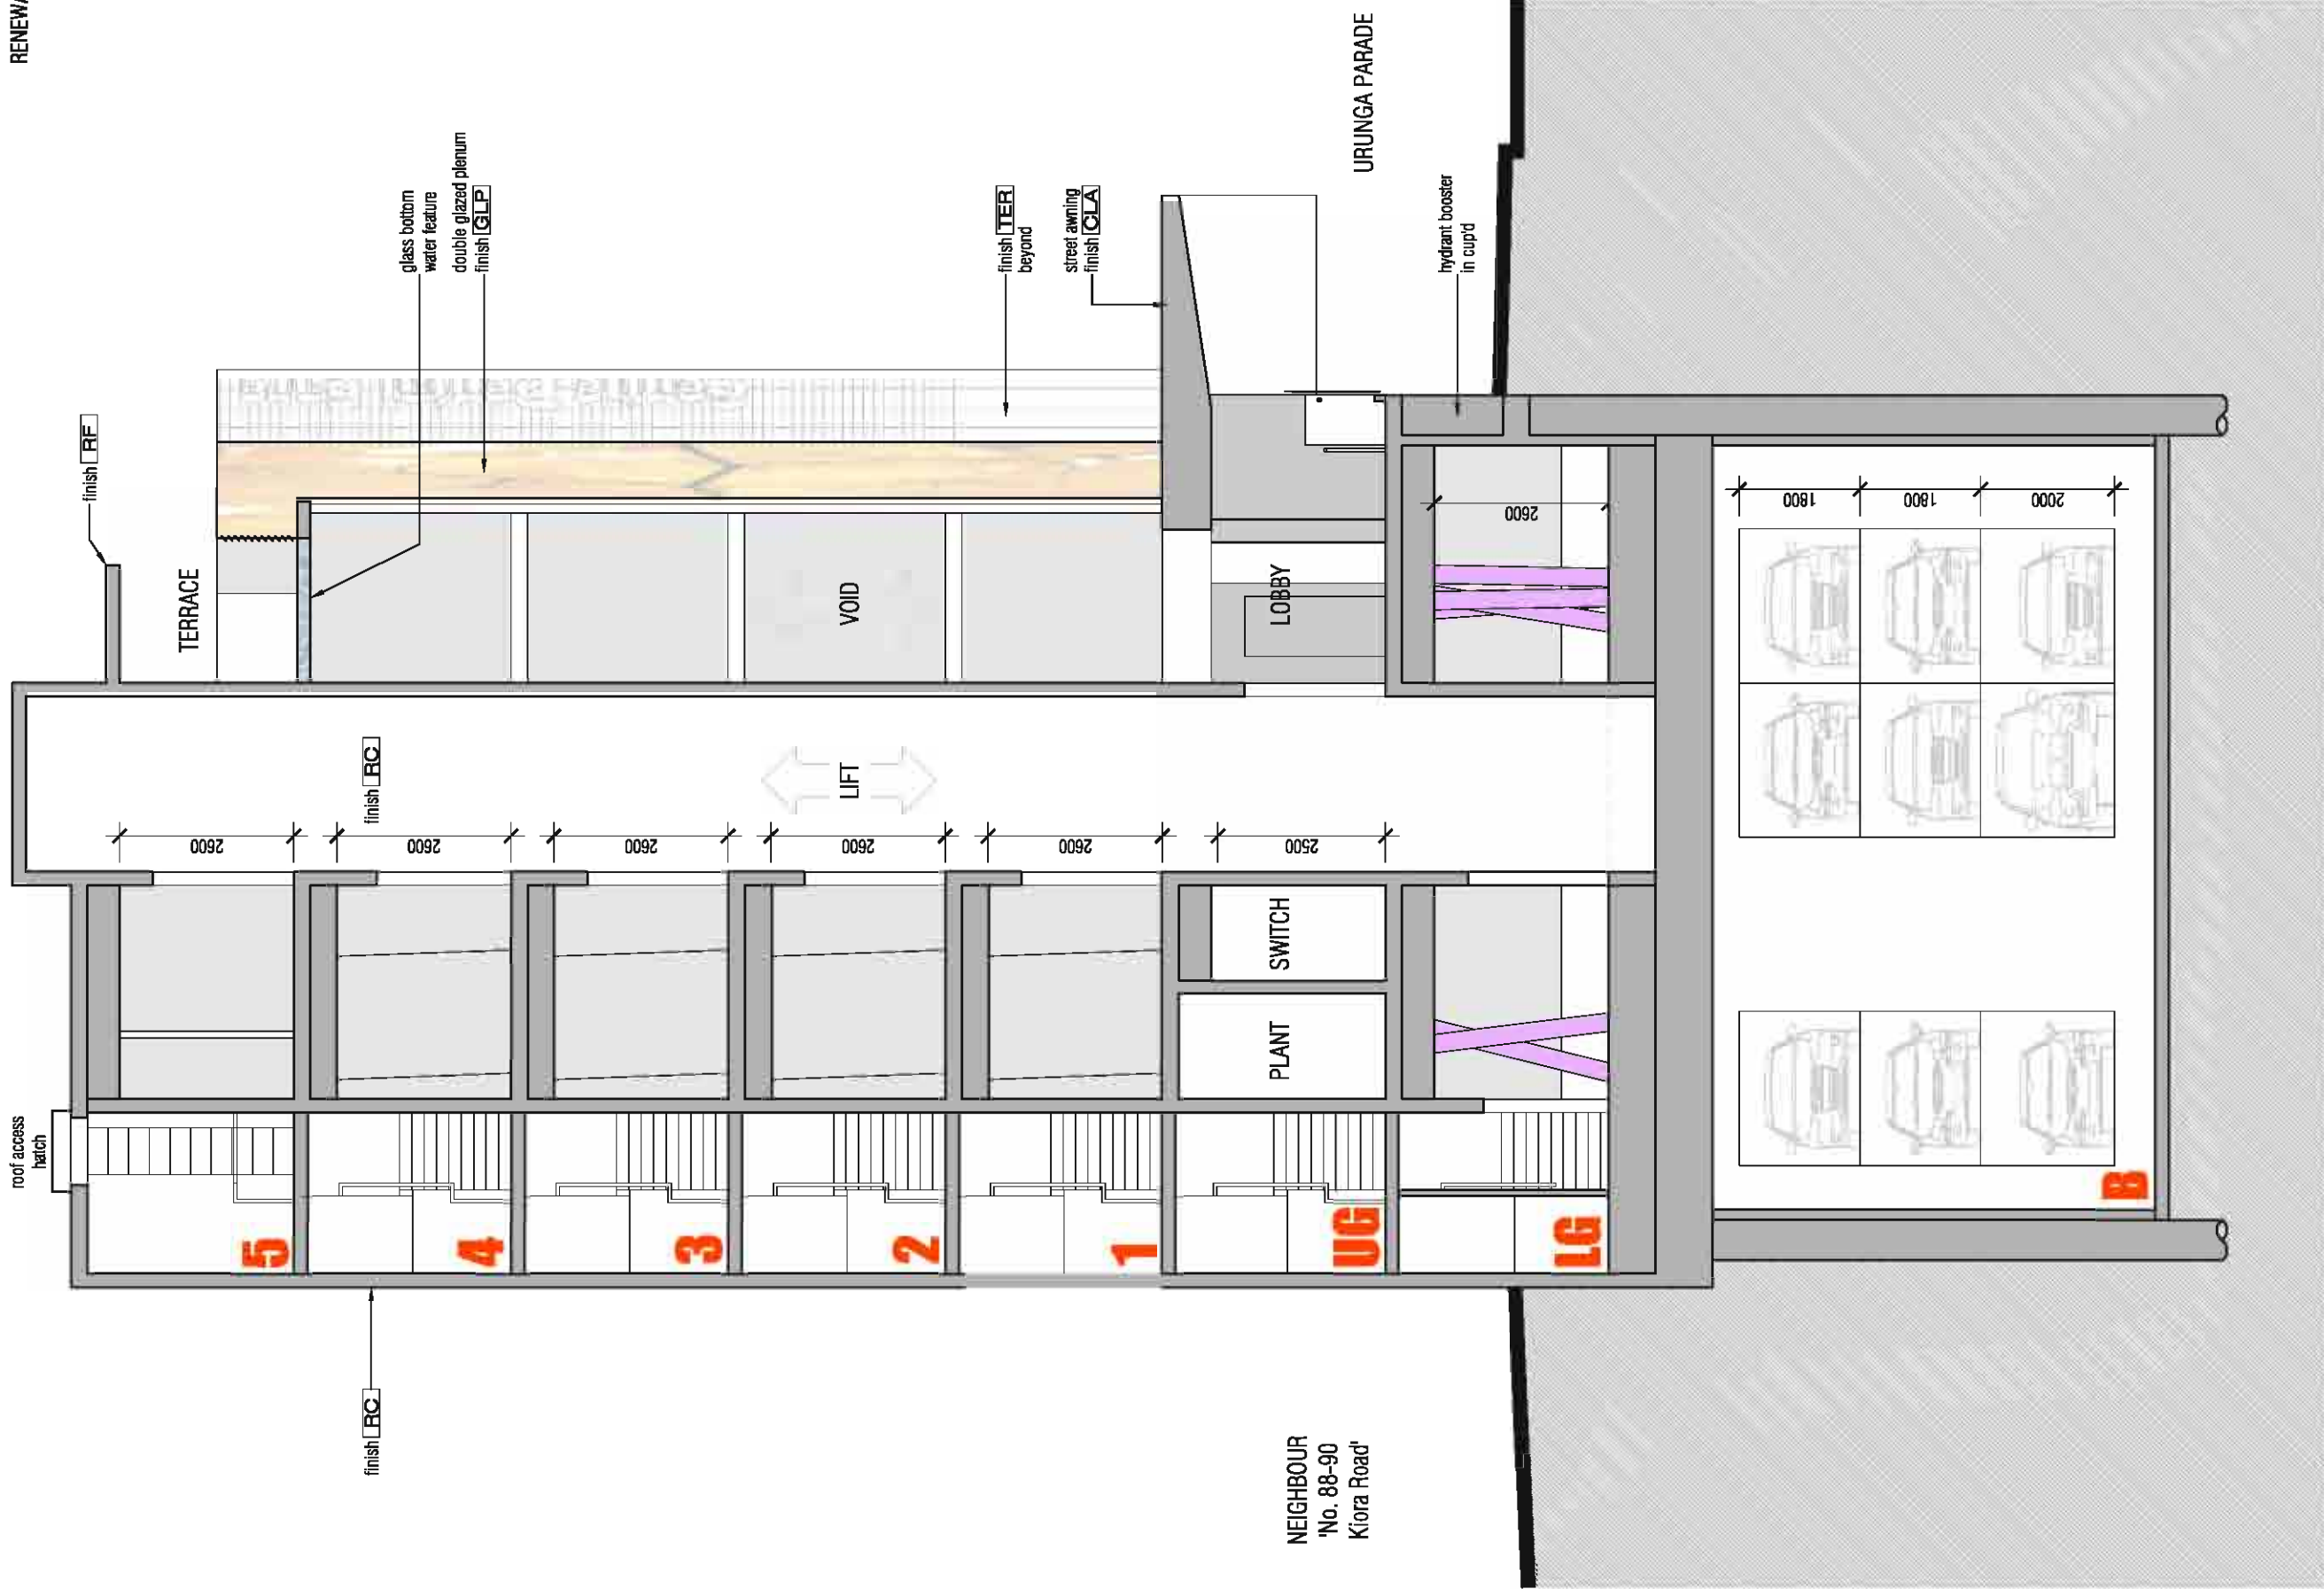 RENEWA
roof access
hatch
finish RF
TERRACE
glass bottom
water feature
double glazed plenum
finish GLP
finish RC
finish RC
finish TER
beyond
street awning
finish CLA
VOID
LIFT
LOBBY
SWITCH
PLANT
URUNGA PARADE
hydrant booster
in cup'd
NEIGHBOUR
'No. 88-90
Kiora Road'
5
4
3
2
1
UG
LG
B
2600
2600
2600
2600
2600
2500
2600
1800
1800
2000